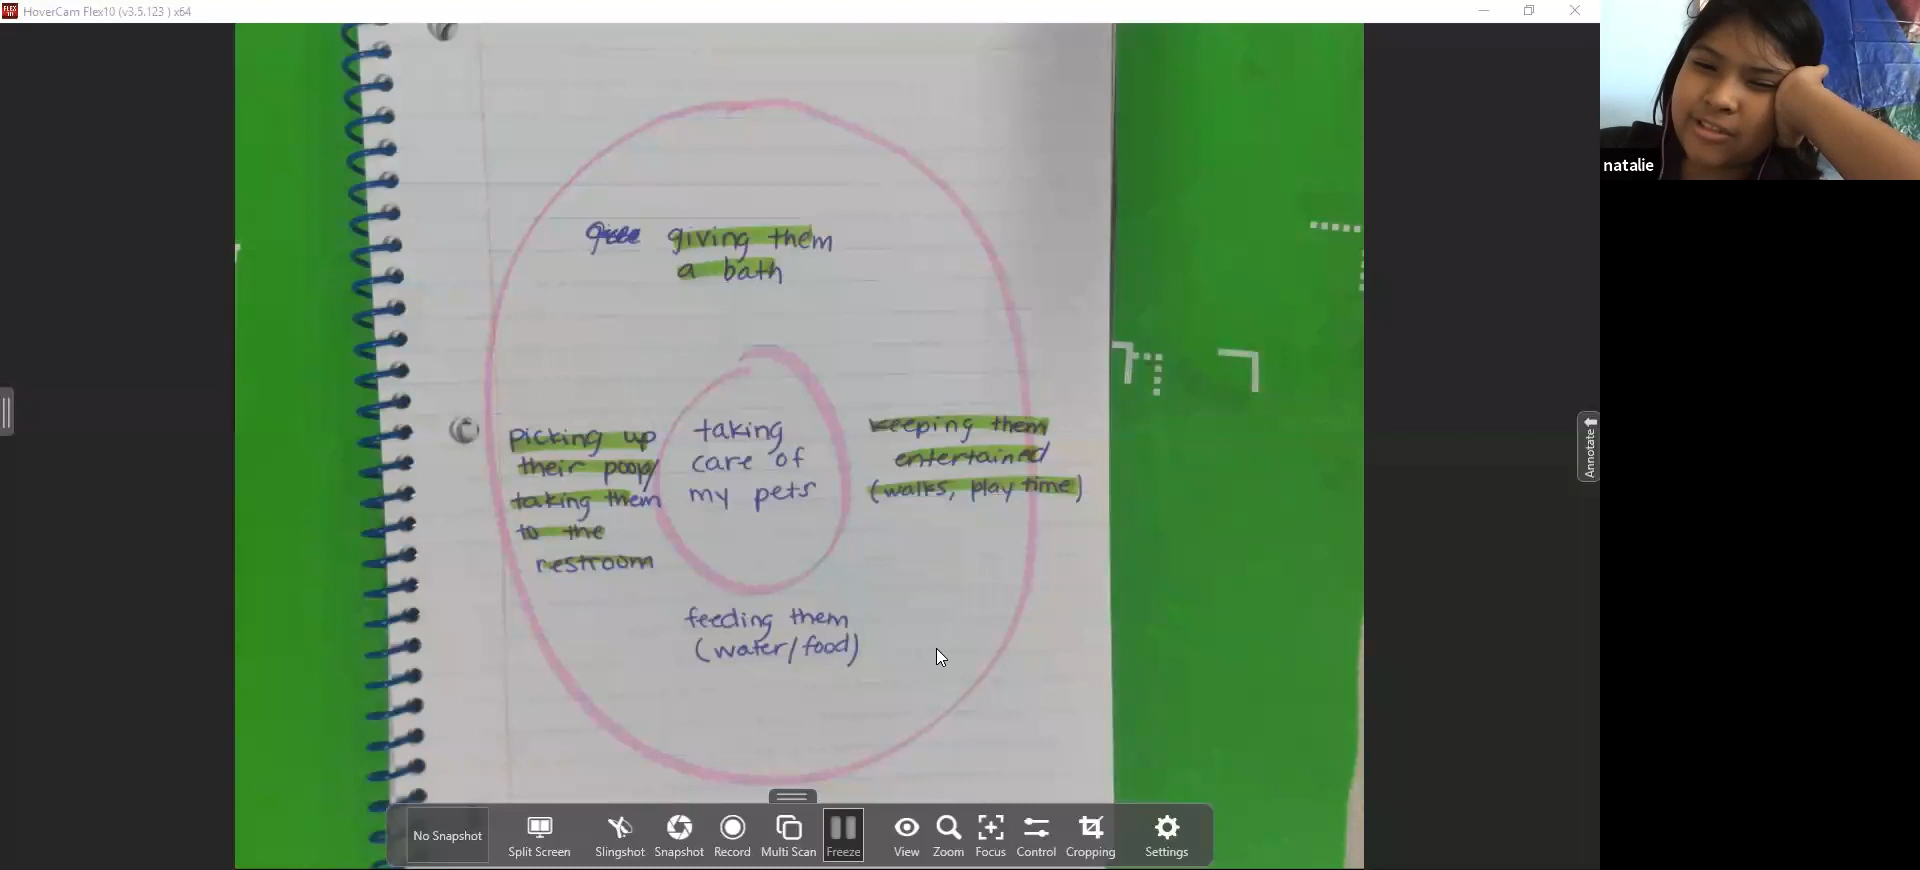 HoverCam Flex10 (v3.5.123 ) x64
natalie
giving them
a bath
picking up
their poop/
taking them
to the
restroom
taking
care of
my pets
keeping them
entertained
(walks, play time)
feeding them
(water/food)
Annotate
No Snapshot
Split Screen
Slingshot
Snapshot
Record
Multi Scan
Freeze
View
Zoom
Focus
Control
Cropping
Settings